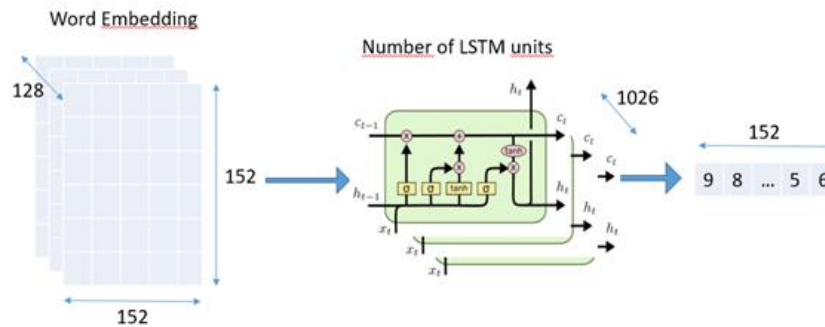 Word Embedding
Number of LSTM units
128
152
152
h_t
c_{t-1}
c_t
tanh
σ σ tanh σ
h_{t-1}
h_t
x_t
c_t
h_t
x_t
c_t
h_t
x_t
1026
152
9 8 ... 5 6